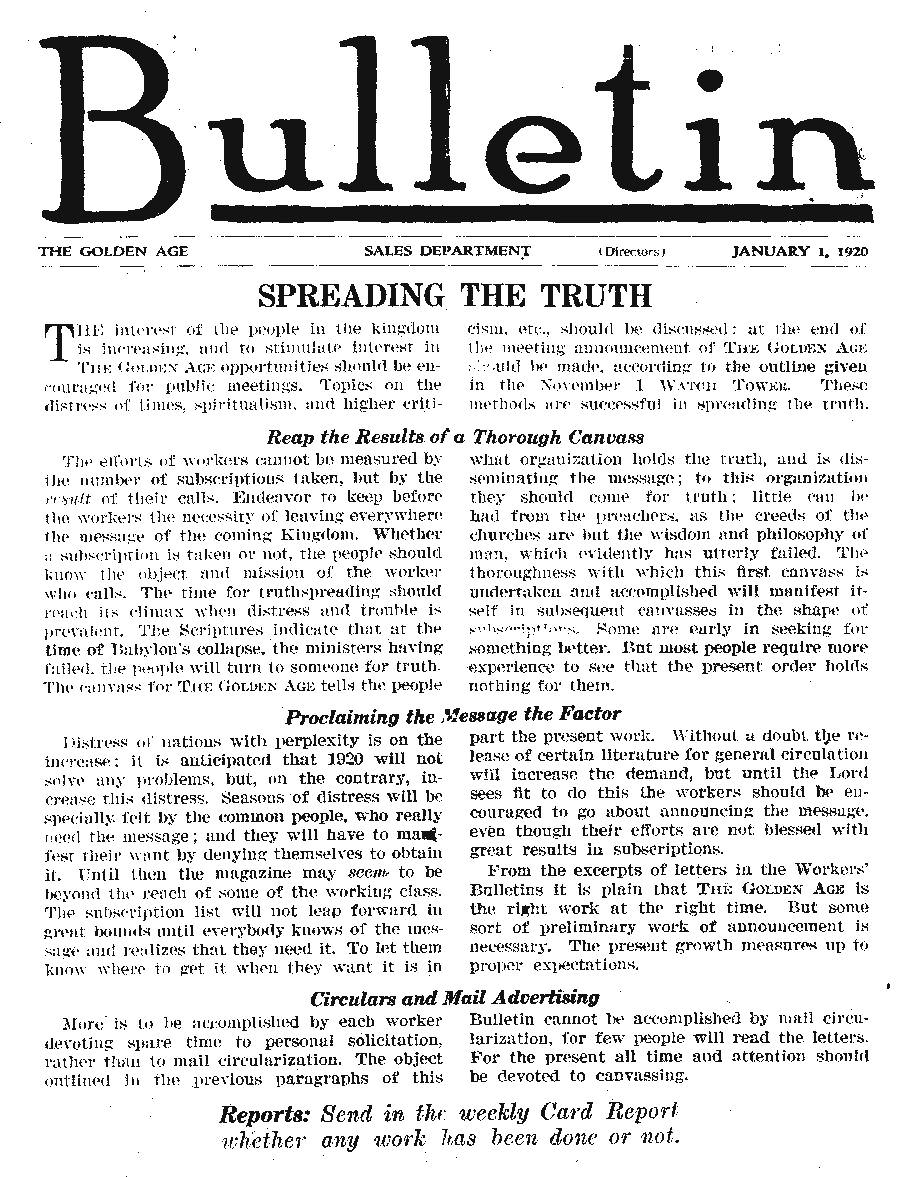 Bulletin
THE GOLDEN AGE SALES DEPARTMENT (Directors) JANUARY 1, 1920
SPREADING THE TRUTH
THE interest of the people in the kingdom
is increasing, and to stimulate interest in
THE GOLDEN AGE opportunities should be en-
couraged for public meetings. Topics on the
distress of times, spiritualism, and higher criti-
cism, etc., should be discussed; at the end of
the meeting announcement of THE GOLDEN AGE
should be made, according to the outline given
in the November 1 WATCH TOWER. These
methods are successful in spreading the truth.
Reap the Results of a Thorough Canvass
The efforts of workers cannot be measured by
the number of subscriptions taken, but by the
result of their calls. Endeavor to keep before
the workers the necessity of leaving everywhere
the message of the coming Kingdom. Whether
a subscription is taken or not, the people should
know the object and mission of the worker
who calls. The time for truthspreading should
reach its climax when distress and trouble is
prevalent. The Scriptures indicate that at the
time of Babylon's collapse, the ministers having
failed, the people will turn to someone for truth.
The canvass for THE GOLDEN AGE tells the people
what organization holds the truth, and is dis-
seminating the message; to this organization
they should come for truth; little can be
had from the preachers, as the creeds of the
churches are but the wisdom and philosophy of
man, which evidently has utterly failed. The
thoroughness with which this first canvass is
undertaken and accomplished will manifest it-
self in subsequent canvasses in the shape of
subscriptions. Some are early in seeking for
something better. But most people require more
experience to see that the present order holds
nothing for them.
Proclaiming the Message the Factor
Distress of nations with perplexity is on the
increase; it is anticipated that 1920 will not
solve any problems, but, on the contrary, in-
crease this distress. Seasons of distress will be
specially felt by the common people, who really
need the message; and they will have to mani-
fest their want by denying themselves to obtain
it. Until then the magazine may seem to be
beyond the reach of some of the working class.
The subscription list will not leap forward in
great bounds until everybody knows of the mes-
sage and realizes that they need it. To let them
know where to get it when they want it is in
part the present work. Without a doubt the re-
lease of certain literature for general circulation
will increase the demand, but until the Lord
sees fit to do this the workers should be en-
couraged to go about announcing the message,
even though their efforts are not blessed with
great results in subscriptions.
From the excerpts of letters in the Workers'
Bulletins it is plain that THE GOLDEN AGE is
the right work at the right time. But some
sort of preliminary work of announcement is
necessary. The present growth measures up to
proper expectations.
Circulars and Mail Advertising
More is to be accomplished by each worker
devoting spare time to personal solicitation,
rather than to mail circularization. The object
outlined in the previous paragraphs of this
Bulletin cannot be accomplished by mail circu-
larization, for few people will read the letters.
For the present all time and attention should
be devoted to canvassing.
Reports: Send in the weekly Card Report
whether any work has been done or not.